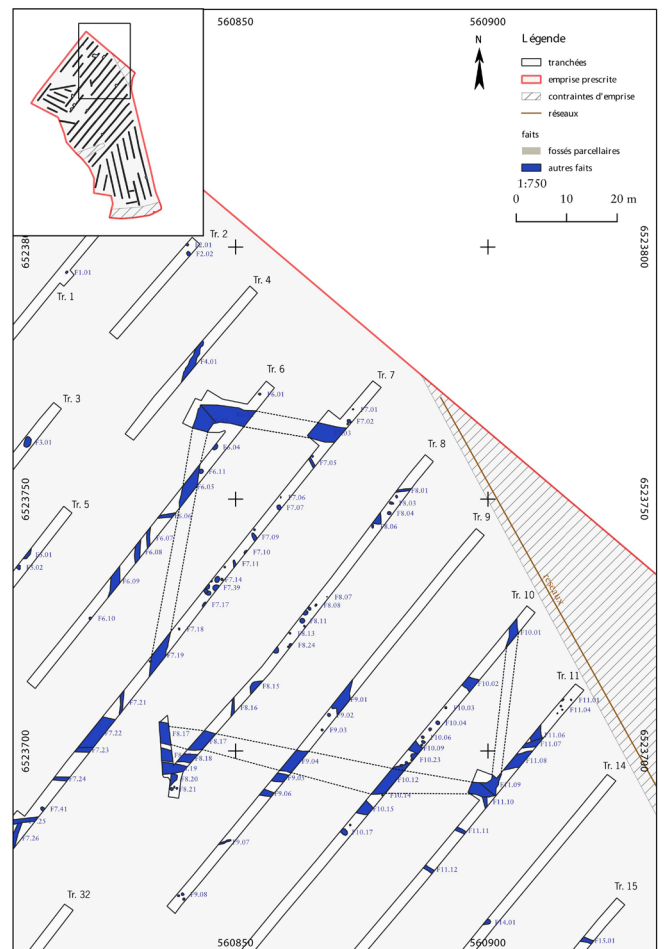 560850
560900
N
Légende
tranchées
emprise prescrite
contraintes d'emprise
réseaux
faits
fossés parcellaires
autres faits
1:750
0 10 20 m
6523800
6523800
Tr. 2
F2.01
F2.02
F1.01
Tr. 1
Tr. 4
F4.01
Tr. 6
F6.01
Tr. 7
F7.01
F7.02
Tr. 3
F3.01
F6.04
F7.05
Tr. 8
F6.11
F6.05
F7.06
F7.07
F8.01
F8.03
F8.04
F8.06
6523750
6523750
Tr. 5
F6.07
F6.08
F7.09
F7.10
F7.11
Tr. 9
F5.02
F6.09
F7.14
F7.39
F7.17
F8.07
F8.08
F8.11
F8.13
F8.24
réseaux
Tr. 10
F10.01
F6.10
F7.18
F7.19
F8.15
F8.16
F9.01
F9.02
F9.03
F10.02
F10.03
F10.04
F10.06
F10.09
F10.23
Tr. 11
F11.01
F11.04
F11.06
F11.07
F11.08
F7.21
F7.22
F7.23
F7.24
F8.17
F8.17
F8.18
F8.20
F8.21
F9.04
F9.06
F10.12
F10.14
F10.15
F10.17
F11.09
F11.10
F11.11
F11.12
6523700
6523700
Tr. 14
F7.41
F7.26
F9.07
F9.08
Tr. 32
F14.01
Tr. 15
F15.01
560850
560900